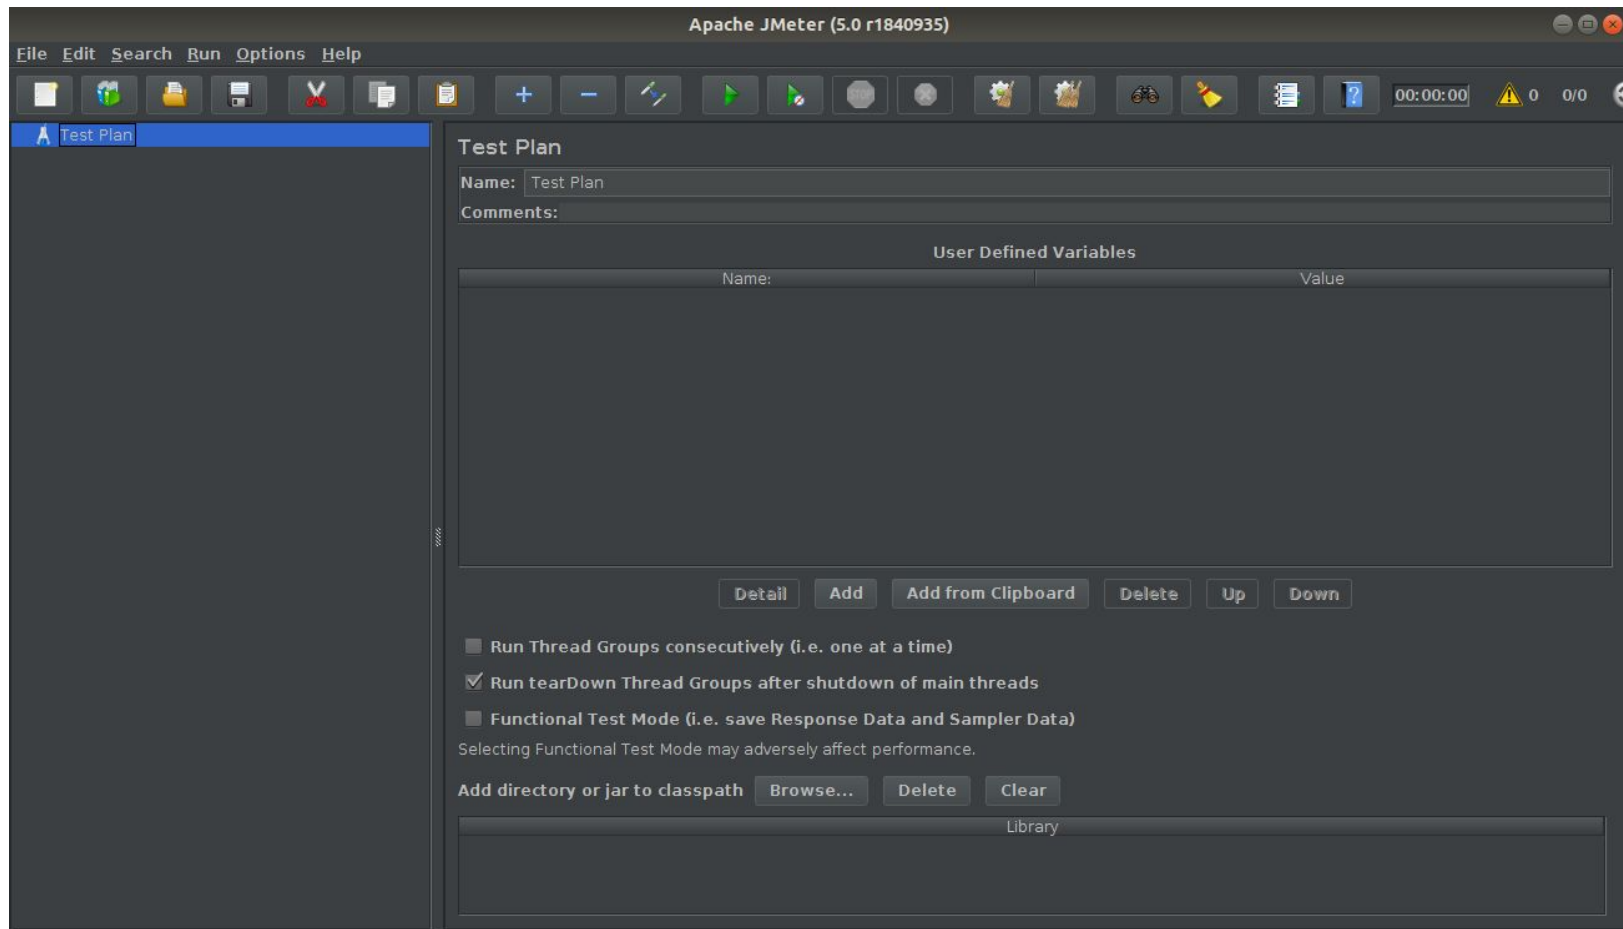 Apache JMeter (5.0 r1840935)
File Edit Search Run Options Help
STOP ? 00:00:00 0 0/0
Test Plan
Test Plan
Name: Test Plan
Comments:
User Defined Variables
Name: Value
Detail Add Add from Clipboard Delete Up Down
Run Thread Groups consecutively (i.e. one at a time)
Run tearDown Thread Groups after shutdown of main threads
Functional Test Mode (i.e. save Response Data and Sampler Data)
Selecting Functional Test Mode may adversely affect performance.
Add directory or jar to classpath Browse... Delete Clear
Library